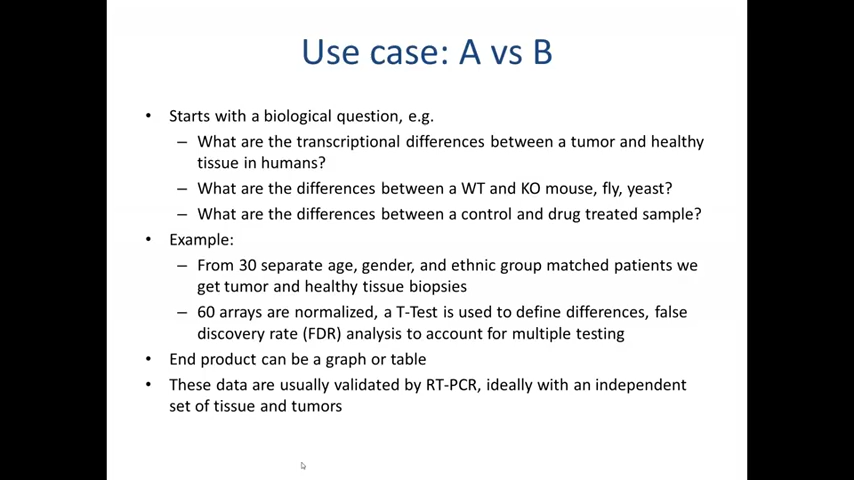 Use case: A vs B
• Starts with a biological question, e.g.
– What are the transcriptional differences between a tumor and healthy
tissue in humans?
– What are the differences between a WT and KO mouse, fly, yeast?
– What are the differences between a control and drug treated sample?
• Example:
– From 30 separate age, gender, and ethnic group matched patients we
get tumor and healthy tissue biopsies
– 60 arrays are normalized, a T-Test is used to define differences, false
discovery rate (FDR) analysis to account for multiple testing
• End product can be a graph or table
• These data are usually validated by RT-PCR, ideally with an independent
set of tissue and tumors